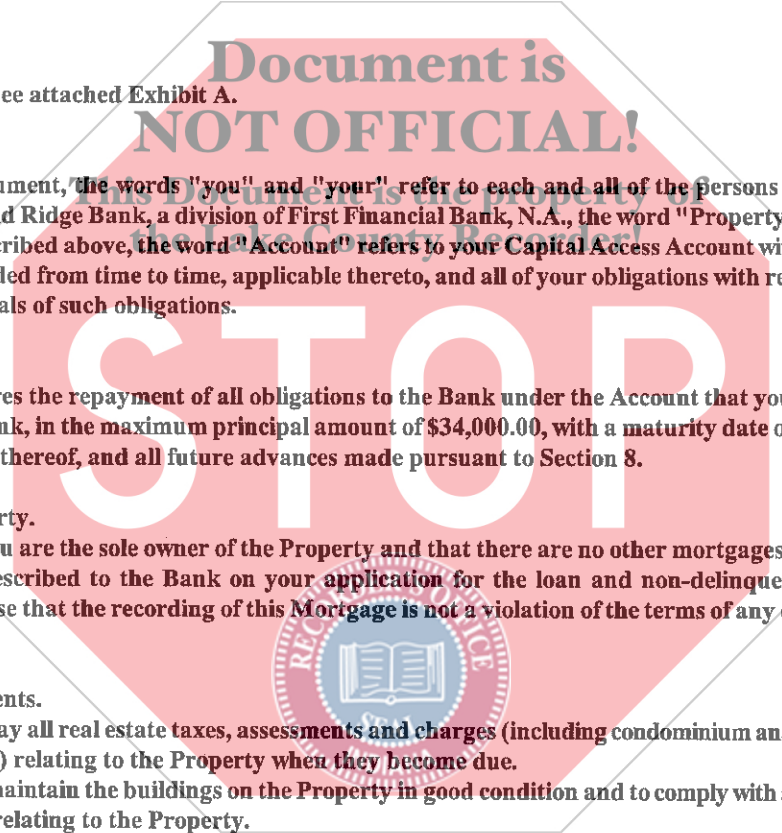 Document is
ee attached Exhibit A.
NOT OFFICIAL!
This Document is the property of
ument, the words "you" and "your" refer to each and all of the persons
d Ridge Bank, a division of First Financial Bank, N.A., the word "Property
the Lake County Recorder!
cribed above, the word "Account" refers to your Capital Access Account wi
ded from time to time, applicable thereto, and all of your obligations with re
als of such obligations.
STOP
res the repayment of all obligations to the Bank under the Account that you
nk, in the maximum principal amount of $34,000.00, with a maturity date o
thereof, and all future advances made pursuant to Section 8.
rty.
u are the sole owner of the Property and that there are no other mortgages
escribed to the Bank on your application for the loan and non-delinque
se that the recording of this Mortgage is not a violation of the terms of any
RECORDER'S OFFICE
SEAL
INDIANA
ents.
ay all real estate taxes, assessments and charges (including condominium an
) relating to the Property when they become due.
maintain the buildings on the Property in good condition and to comply with
relating to the Property.